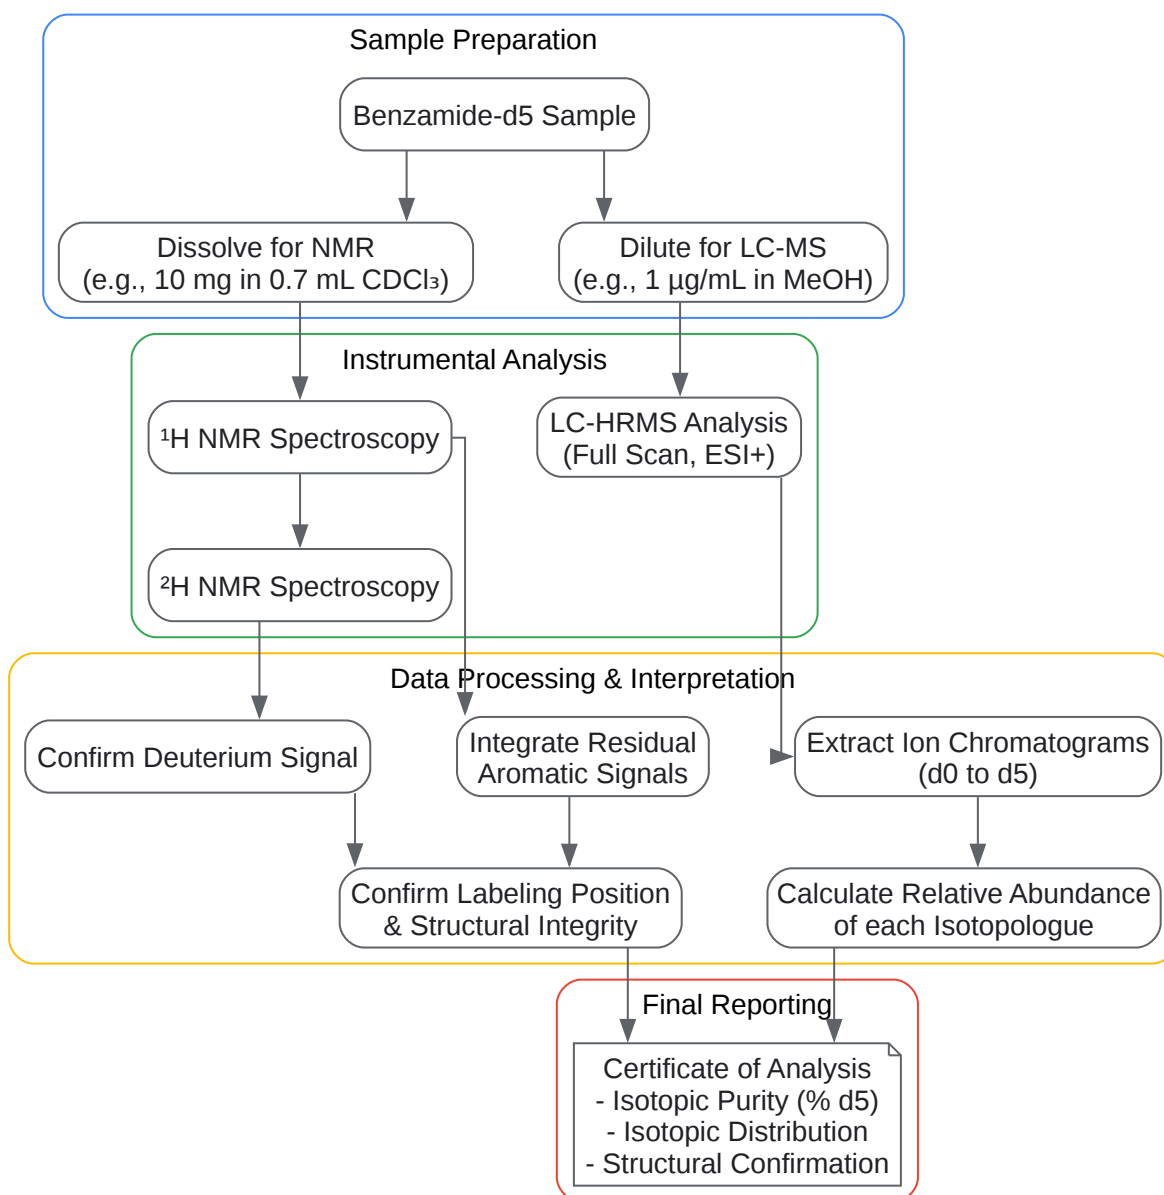 Sample Preparation
Benzamide-d5 Sample
Dissolve for NMR
(e.g., 10 mg in 0.7 mL CDCl₃)
Dilute for LC-MS
(e.g., 1 µg/mL in MeOH)
Instrumental Analysis
¹H NMR Spectroscopy
LC-HRMS Analysis
(Full Scan, ESI+)
²H NMR Spectroscopy
Data Processing & Interpretation
Confirm Deuterium Signal
Integrate Residual
Aromatic Signals
Extract Ion Chromatograms
(d0 to d5)
Confirm Labeling Position
& Structural Integrity
Calculate Relative Abundance
of each Isotopologue
Final Reporting
Certificate of Analysis
- Isotopic Purity (% d5)
- Isotopic Distribution
- Structural Confirmation